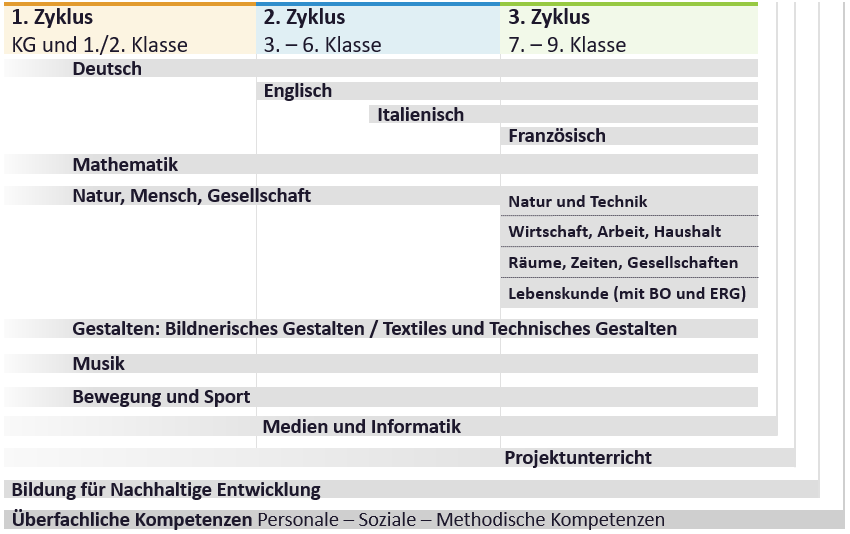 1. Zyklus
KG und 1./2. Klasse
2. Zyklus
3. – 6. Klasse
3. Zyklus
7. – 9. Klasse
Deutsch
Englisch
Italienisch
Französisch
Mathematik
Natur, Mensch, Gesellschaft
Natur und Technik
Wirtschaft, Arbeit, Haushalt
Räume, Zeiten, Gesellschaften
Lebenskunde (mit BO und ERG)
Gestalten: Bildnerisches Gestalten / Textiles und Technisches Gestalten
Musik
Bewegung und Sport
Medien und Informatik
Projektunterricht
Bildung für Nachhaltige Entwicklung
Überfachliche Kompetenzen Personale – Soziale – Methodische Kompetenzen